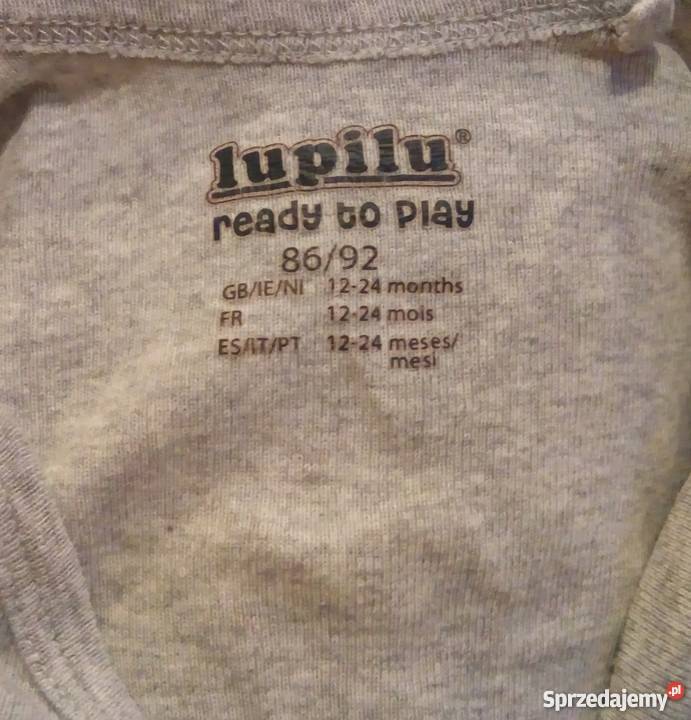 lupilu®
ready to play
86/92
GB/IE/NI 12-24 months
FR 12-24 mois
ES/IT/PT 12-24 meses/
mesi
Sprzedajemy.pl